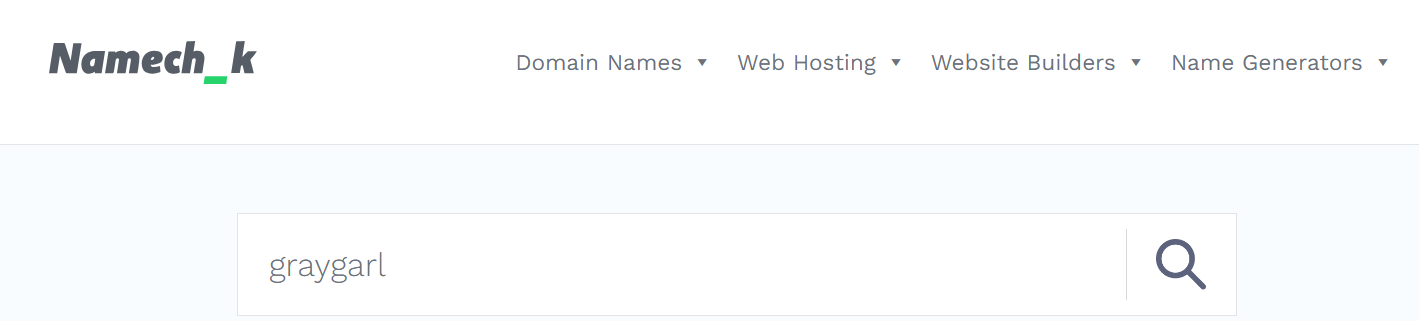 Namech_k
Domain Names Web Hosting Website Builders Name Generators
graygarl